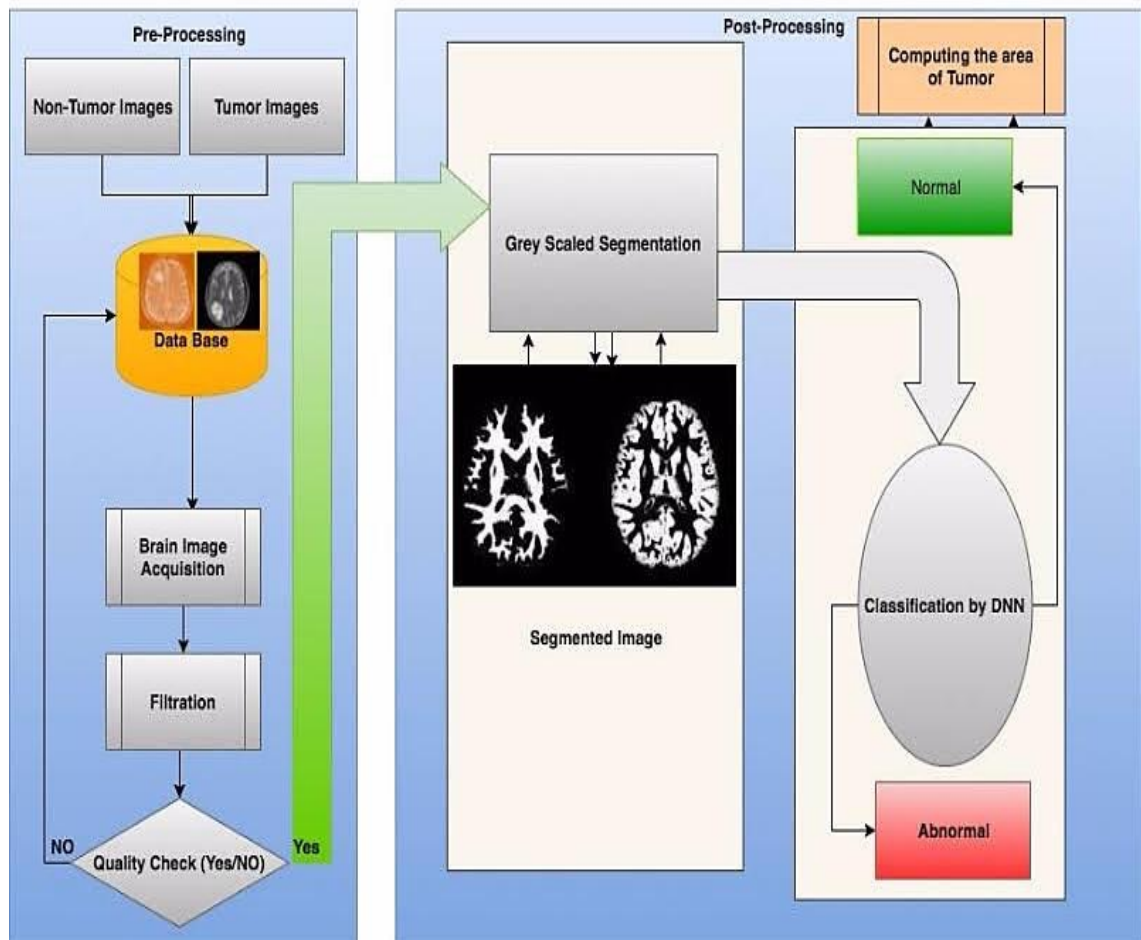 Pre-Processing
Non-Tumor Images
Tumor Images
Data Base
Brain Image
Acquisition
Filtration
NO
Quality Check (Yes/NO)
Yes
Post-Processing
Grey Scaled Segmentation
Segmented Image
Computing the area
of Tumor
Normal
Classification by DNN
Abnormal